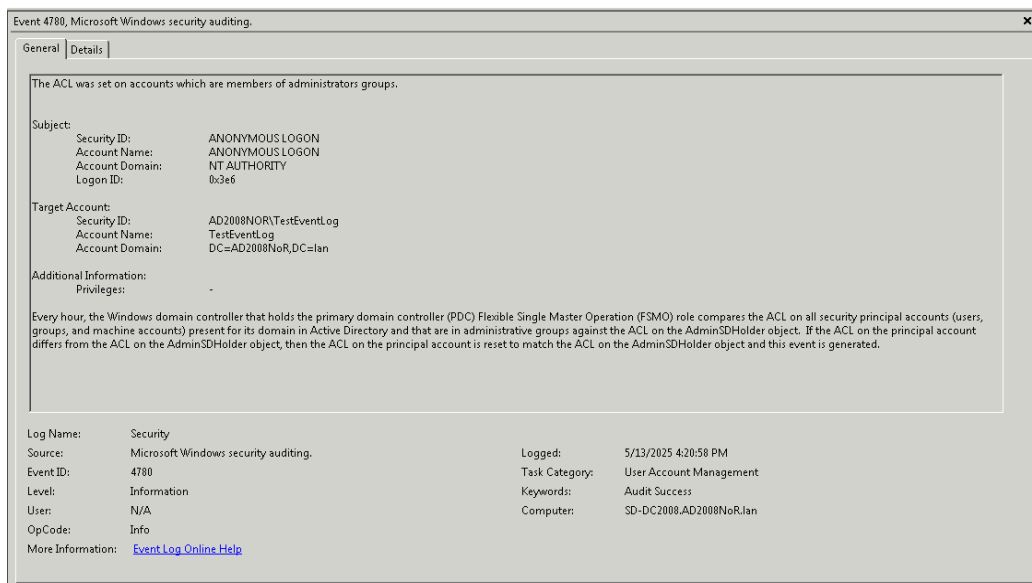 Event 4780, Microsoft Windows security auditing.
x
General Details
The ACL was set on accounts which are members of administrators groups.
Subject:
Security ID: ANONYMOUS LOGON
Account Name: ANONYMOUS LOGON
Account Domain: NT AUTHORITY
Logon ID: 0x3e6
Target Account:
Security ID: AD2008NOR\TestEventLog
Account Name: TestEventLog
Account Domain: DC=AD2008NoR,DC=lan
Additional Information:
Privileges: -
Every hour, the Windows domain controller that holds the primary domain controller (PDC) Flexible Single Master Operation (FSMO) role compares the ACL on all security principal accounts (users,
groups, and machine accounts) present for its domain in Active Directory and that are in administrative groups against the ACL on the AdminSDHolder object. If the ACL on the principal account
differs from the ACL on the AdminSDHolder object, then the ACL on the principal account is reset to match the ACL on the AdminSDHolder object and this event is generated.
Log Name: Security
Source: Microsoft Windows security auditing. Logged: 5/13/2025 4:20:58 PM
Event ID: 4780 Task Category: User Account Management
Level: Information Keywords: Audit Success
User: N/A Computer: SD-DC2008.AD2008NoR.lan
OpCode: Info
More Information: Event Log Online Help